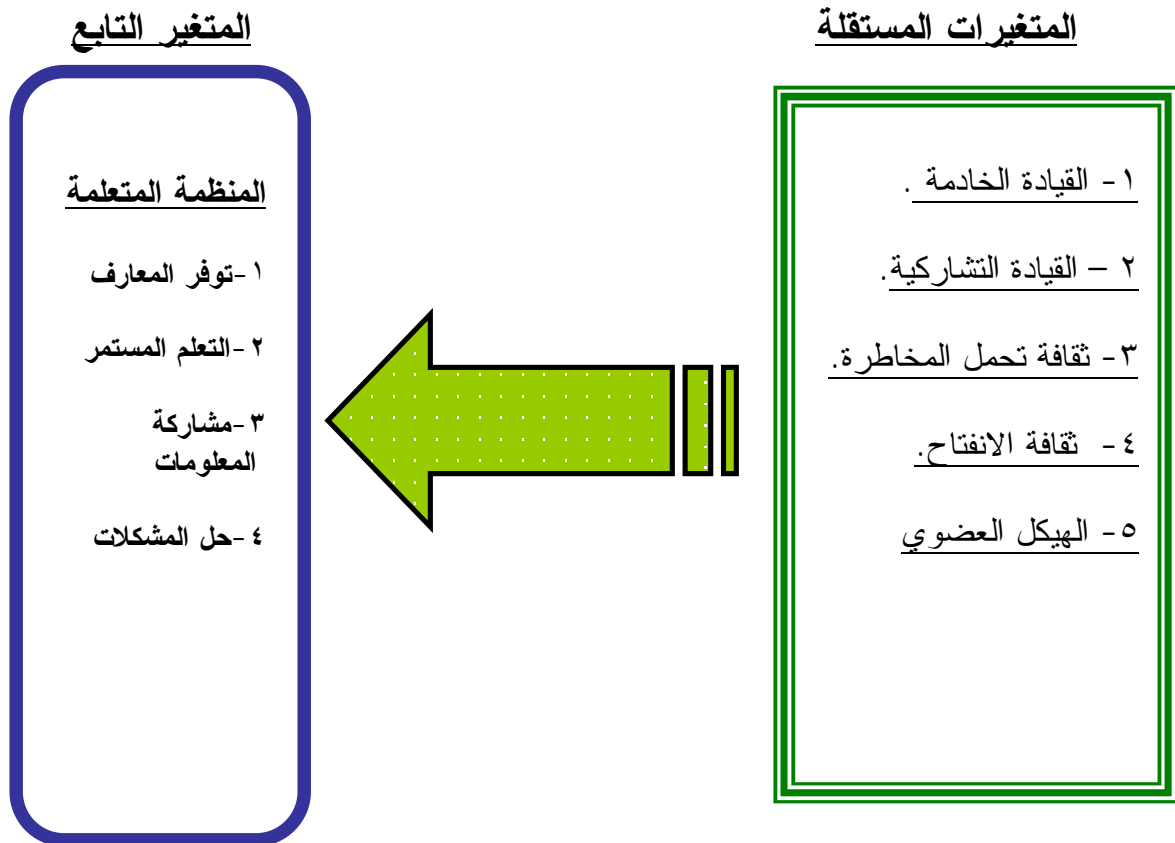 المتغيرات المستقلة
١- القيادة الخادمة .
٢ – القيادة التشاركية.
٣- ثقافة تحمل المخاطرة.
٤- ثقافة الانفتاح.
٥- الهيكل العضوي
المتغير التابع
المنظمة المتعلمة
١-توفر المعارف
٢-التعلم المستمر
٣-مشاركة
المعلومات
٤-حل المشكلات